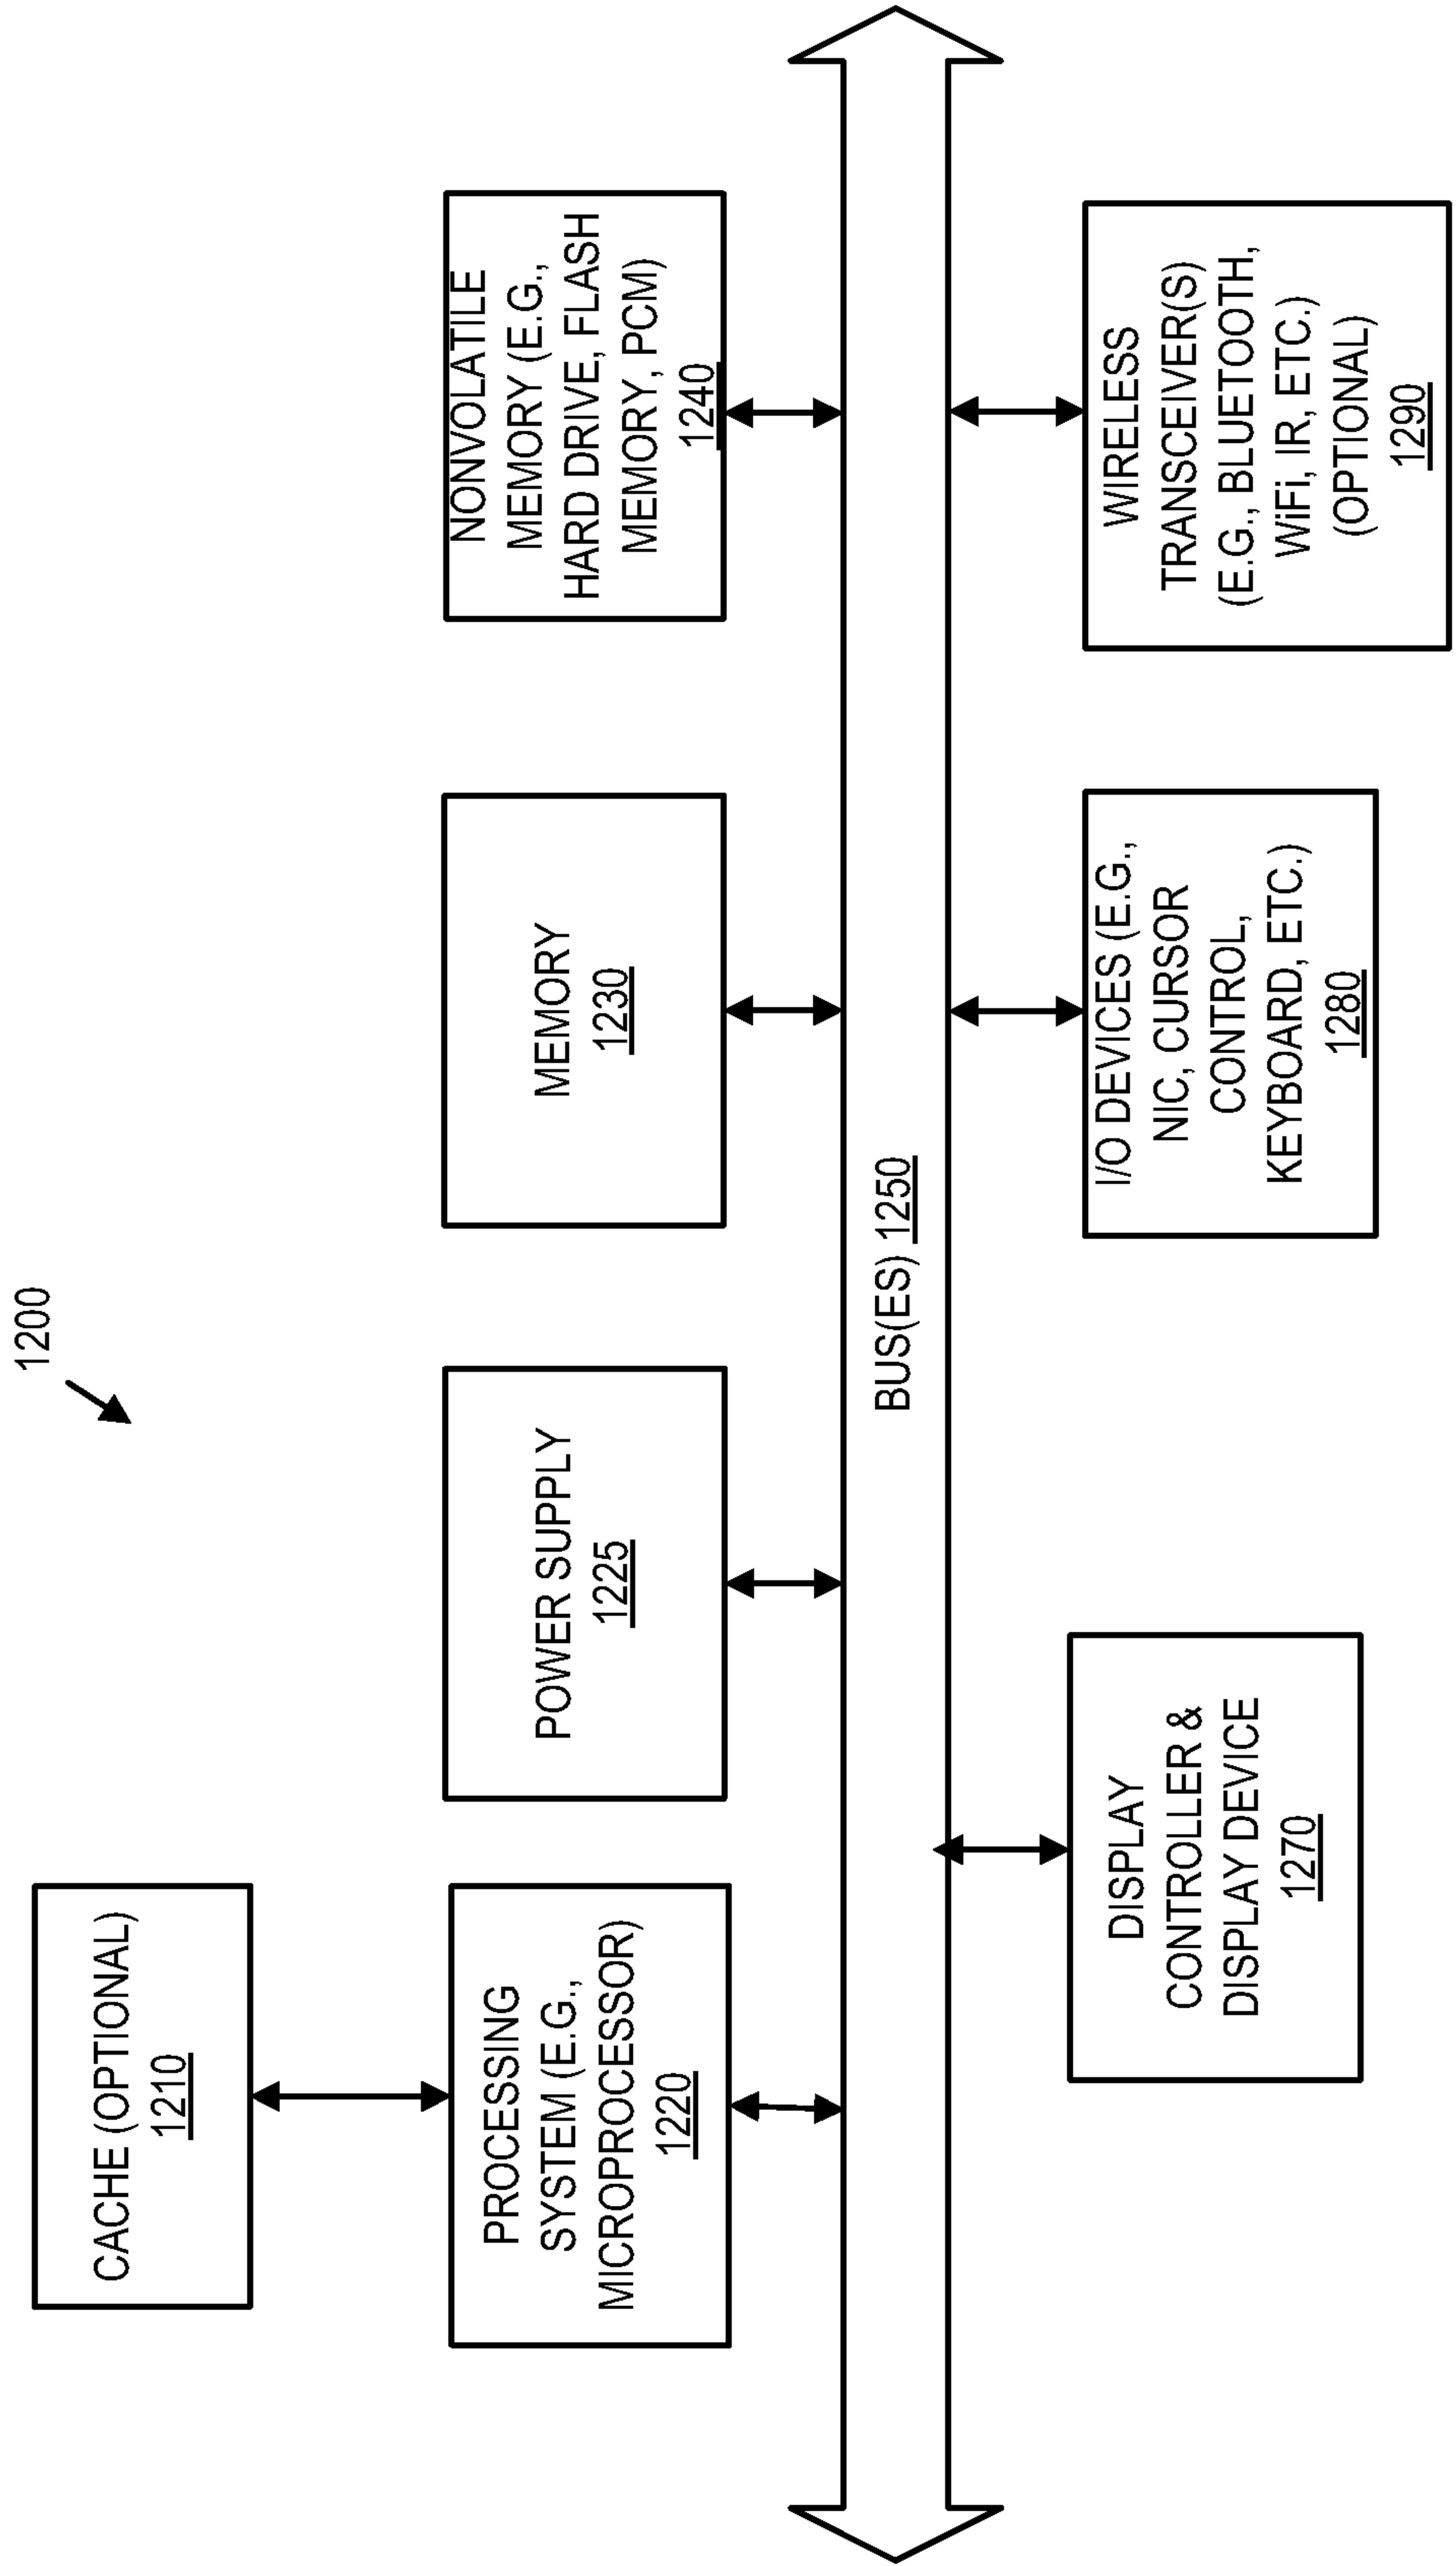 1200
CACHE (OPTIONAL)
1210
PROCESSING
SYSTEM (E.G.,
MICROPROCESSOR)
1220
POWER SUPPLY
1225
MEMORY
1230
NONVOLATILE
MEMORY (E.G.,
HARD DRIVE, FLASH
MEMORY, PCM)
1240
BUS(ES) 1250
DISPLAY
CONTROLLER &
DISPLAY DEVICE
1270
I/O DEVICES (E.G.,
NIC, CURSOR
CONTROL,
KEYBOARD, ETC.)
1280
WIRELESS
TRANSCEIVER(S)
(E.G., BLUETOOTH,
WiFi, IR, ETC.)
(OPTIONAL)
1290